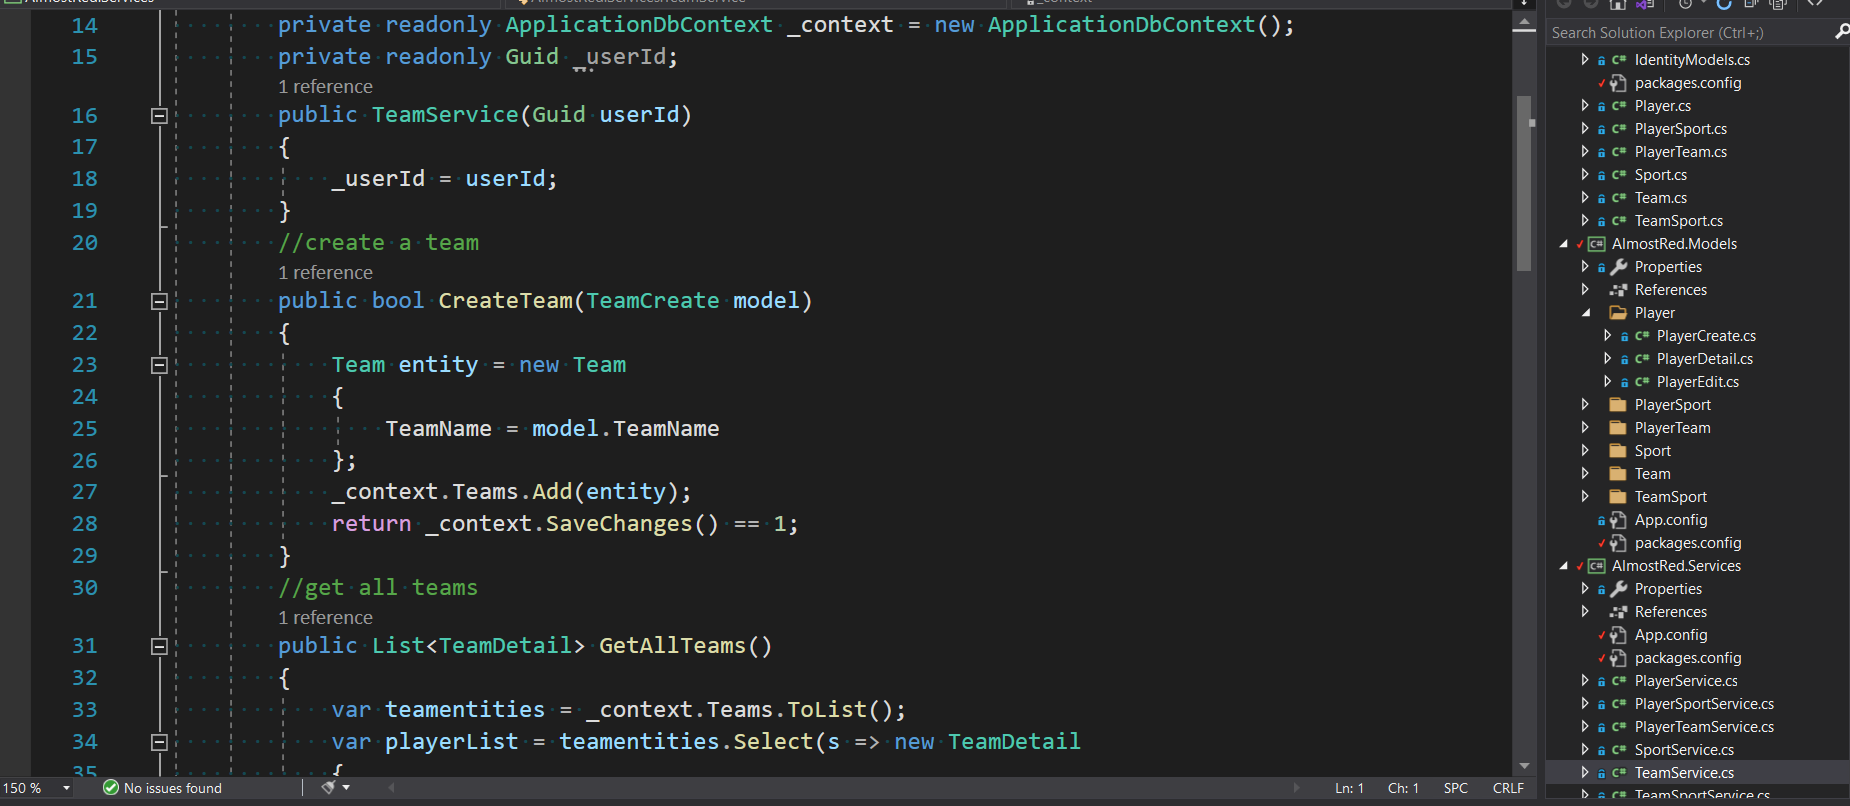 14 private readonly ApplicationDbContext _context = new ApplicationDbContext();
15 private readonly Guid _userId;
1 reference
16 public TeamService(Guid userId)
17 {
18 _userId = userId;
19 }
20 //create a team
1 reference
21 public bool CreateTeam(TeamCreate model)
22 {
23 Team entity = new Team
24 {
25 TeamName = model.TeamName
26 };
27 _context.Teams.Add(entity);
28 return _context.SaveChanges() == 1;
29 }
30 //get all teams
1 reference
31 public List<TeamDetail> GetAllTeams()
32 {
33 var teamentities = _context.Teams.ToList();
34 var playerList = teamentities.Select(s => new TeamDetail
35 {
150 % No issues found Ln: 1 Ch: 1 SPC CRLF
Search Solution Explorer (Ctrl+;)
C# IdentityModels.cs
packages.config
C# Player.cs
C# PlayerSport.cs
C# PlayerTeam.cs
C# Sport.cs
C# Team.cs
C# TeamSport.cs
C# AlmostRed.Models
Properties
References
Player
C# PlayerCreate.cs
C# PlayerDetail.cs
C# PlayerEdit.cs
PlayerSport
PlayerTeam
Sport
Team
TeamSport
App.config
packages.config
C# AlmostRed.Services
Properties
References
App.config
packages.config
C# PlayerService.cs
C# PlayerSportService.cs
C# PlayerTeamService.cs
C# SportService.cs
C# TeamService.cs
C# TeamSportService.cs